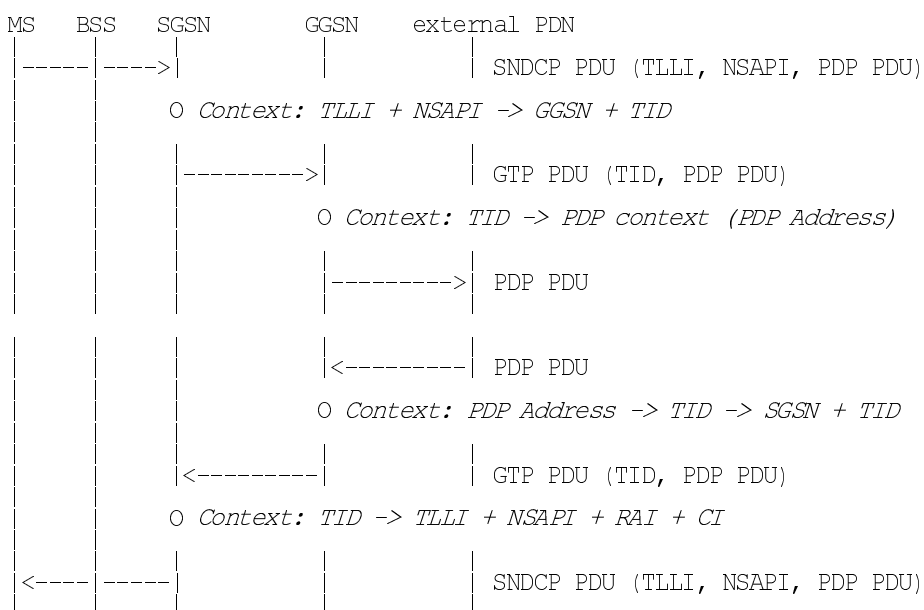 MS BSS SGSN GGSN external PDN
SNDCP PDU (TLLI, NSAPI, PDP PDU)
O Context: TLLI + NSAPI -> GGSN + TID
GTP PDU (TID, PDP PDU)
O Context: TID -> PDP context (PDP Address)
PDP PDU
PDP PDU
O Context: PDP Address -> TID -> SGSN + TID
GTP PDU (TID, PDP PDU)
O Context: TID -> TLLI + NSAPI + RAI + CI
SNDCP PDU (TLLI, NSAPI, PDP PDU)